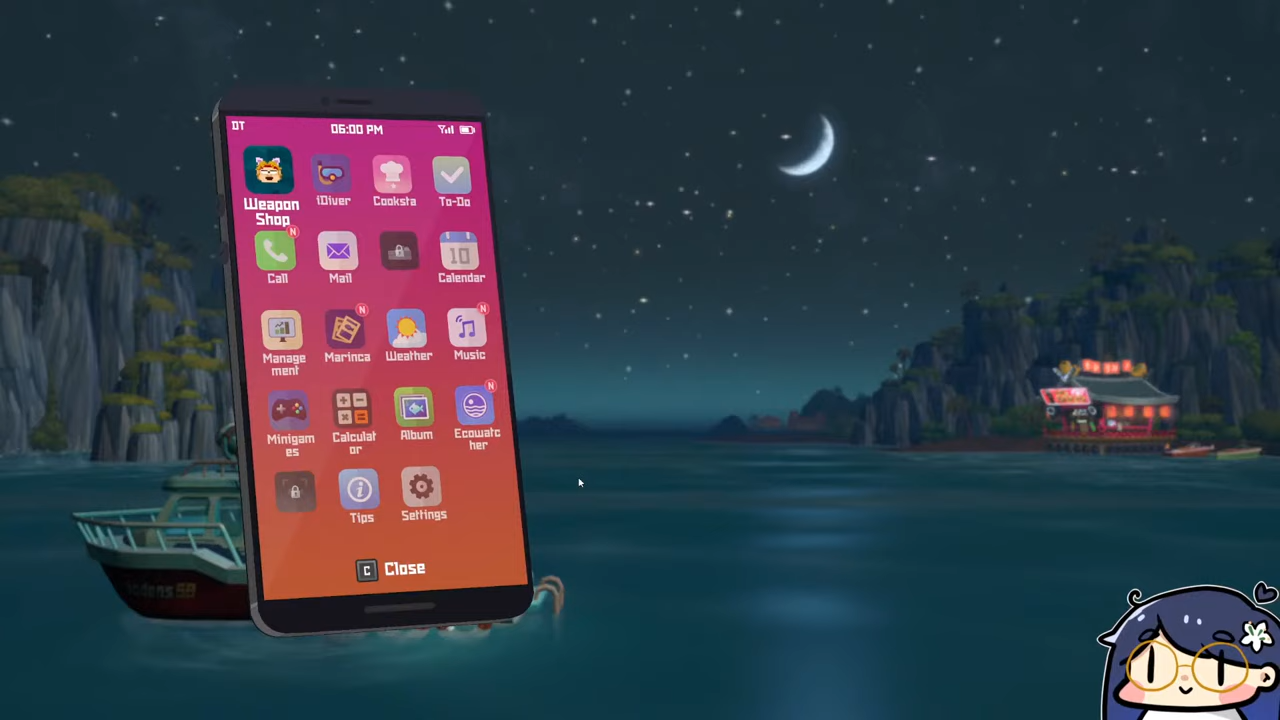 DT 06:00 PM
Weapon
Shop
iDiver
Cooksta
To-Do
N
Call
Mail
10
Calendar
Manage
ment
N
Marinca
Weather
N
Music
Minigam
es
Calculat
or
Album
N
Ecowatc
her
i
Tips
Settings
C Close